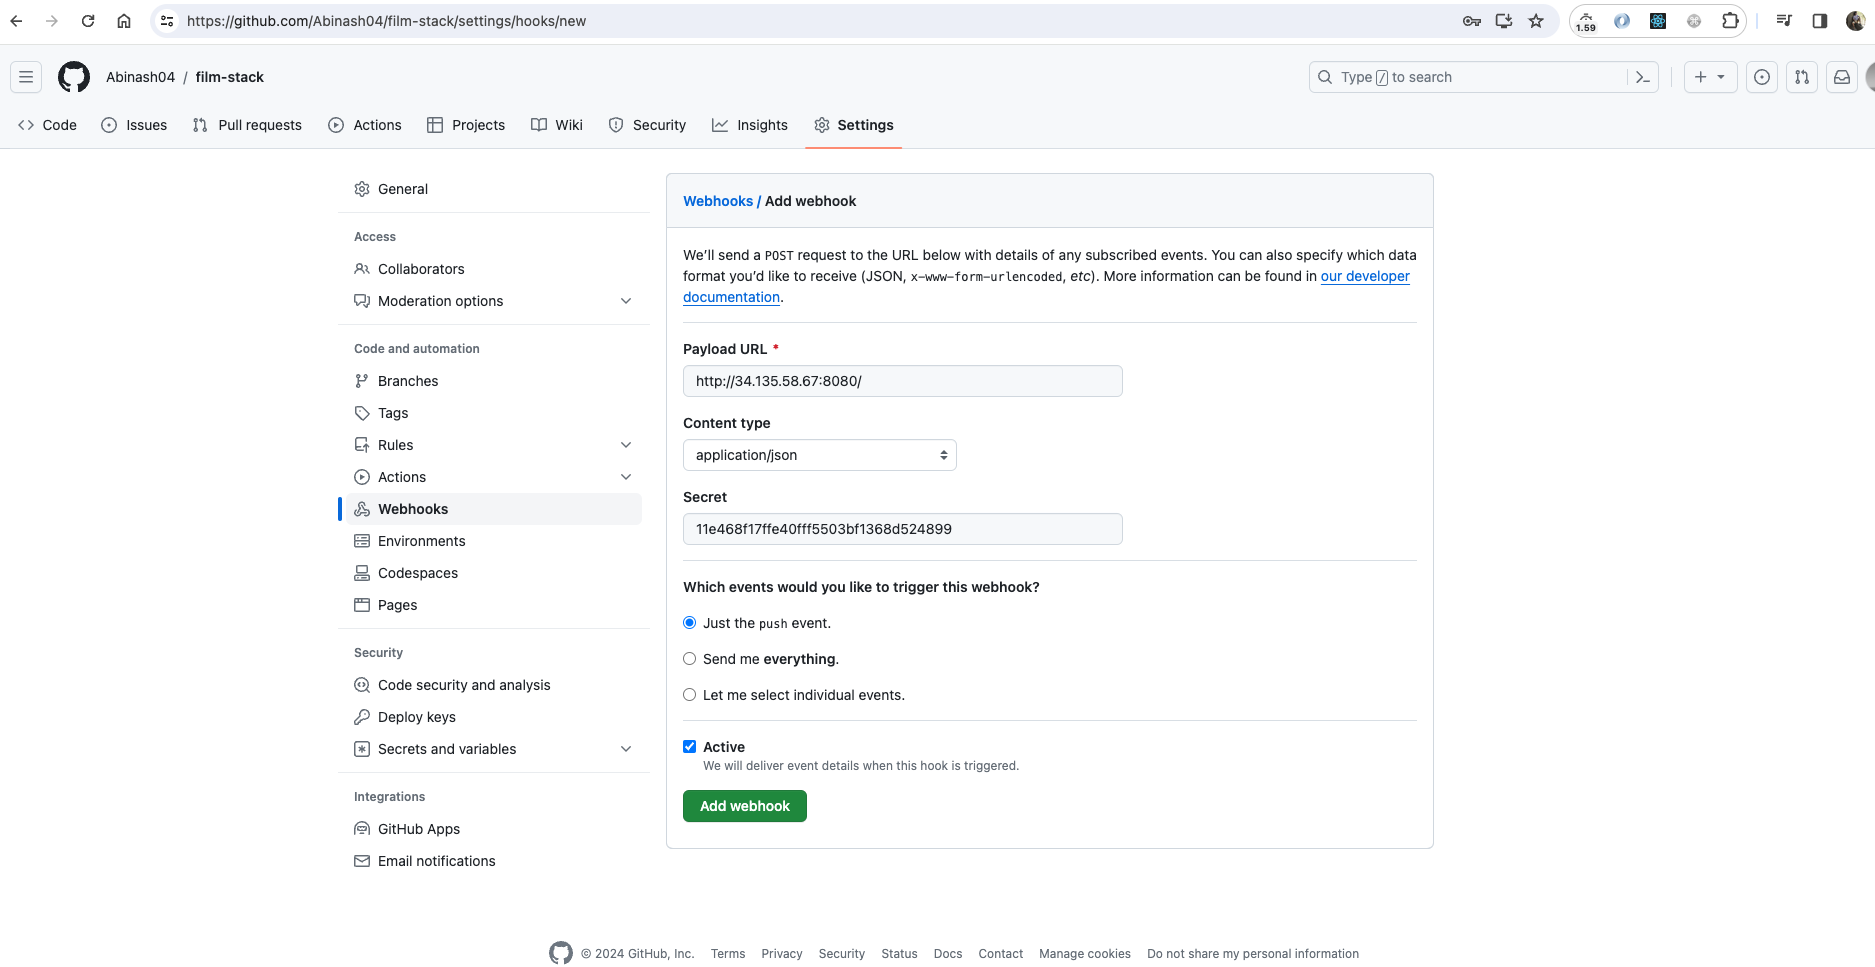 https://github.com/Abinash04/film-stack/settings/hooks/new
1.59
Abinash04 / film-stack
Type / to search
Code Issues Pull requests Actions Projects Wiki Security Insights Settings
General
Access
Collaborators
Moderation options
Code and automation
Branches
Tags
Rules
Actions
Webhooks
Environments
Codespaces
Pages
Security
Code security and analysis
Deploy keys
Secrets and variables
Integrations
GitHub Apps
Email notifications
Webhooks / Add webhook
We'll send a POST request to the URL below with details of any subscribed events. You can also specify which data
format you'd like to receive (JSON, x-www-form-urlencoded, etc). More information can be found in our developer
documentation.
Payload URL *
http://34.135.58.67:8080/
Content type
application/json
Secret
11e468f17ffe40fff5503bf1368d524899
Which events would you like to trigger this webhook?
Just the push event.
Send me everything.
Let me select individual events.
Active
We will deliver event details when this hook is triggered.
Add webhook
© 2024 GitHub, Inc. Terms Privacy Security Status Docs Contact Manage cookies Do not share my personal information